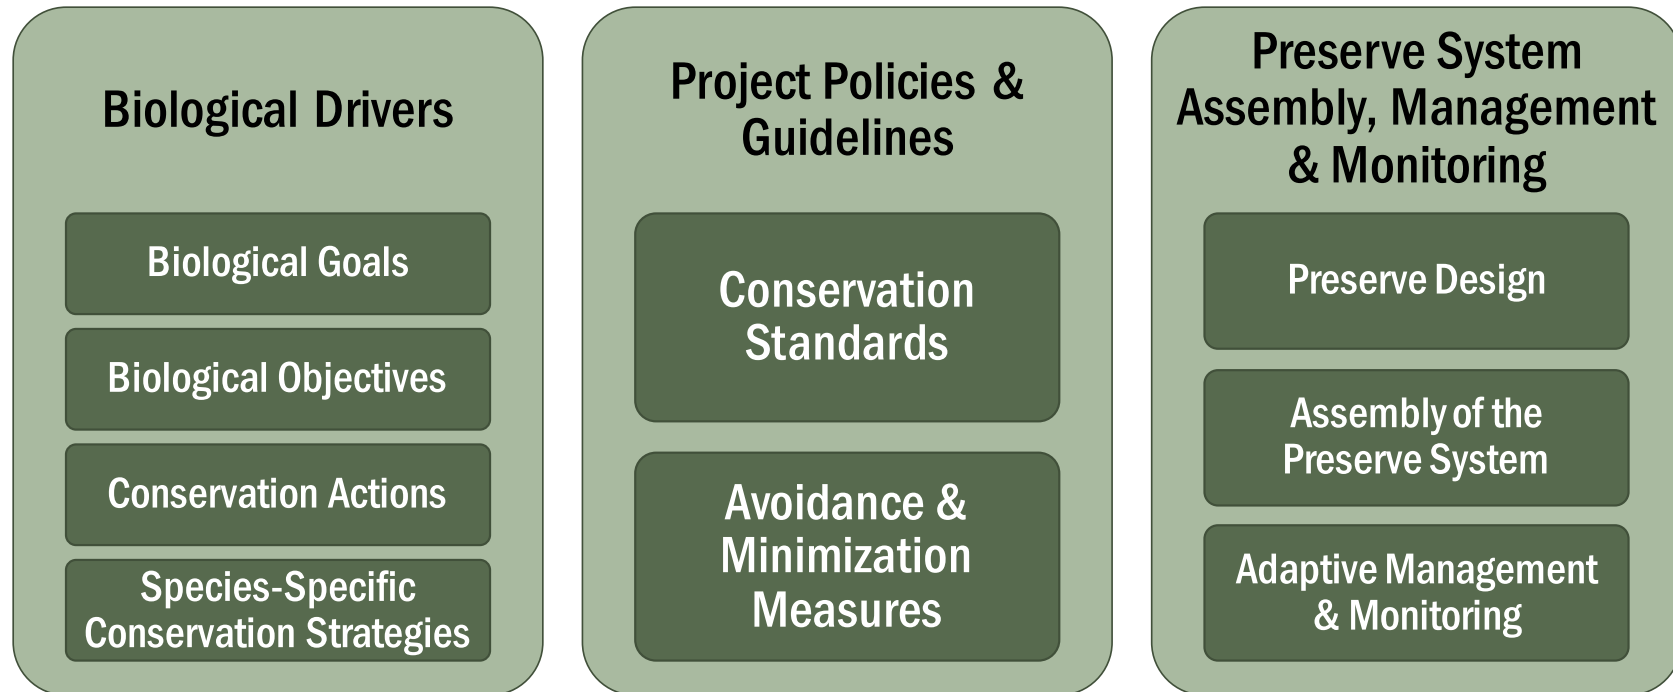 Biological Drivers
Biological Goals
Biological Objectives
Conservation Actions
Species-Specific
Conservation Strategies
Project Policies &
Guidelines
Conservation
Standards
Avoidance &
Minimization
Measures
Preserve System
Assembly, Management
& Monitoring
Preserve Design
Assembly of the
Preserve System
Adaptive Management
& Monitoring